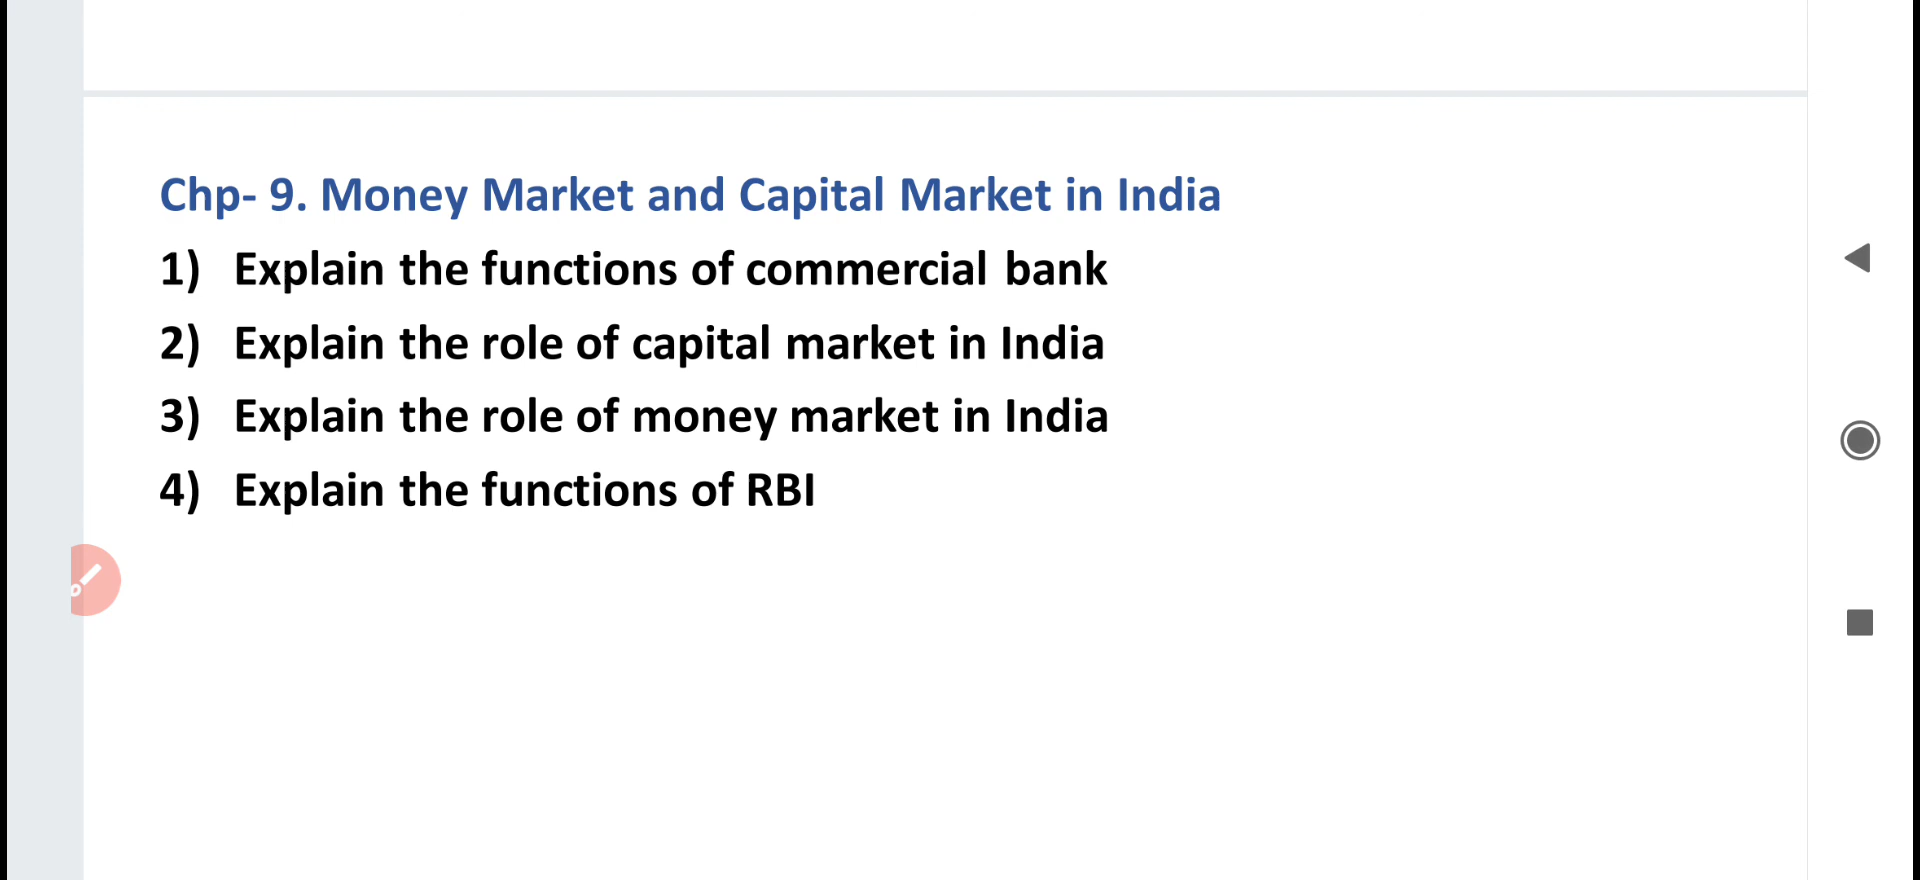 Chp- 9. Money Market and Capital Market in India
1) Explain the functions of commercial bank
2) Explain the role of capital market in India
3) Explain the role of money market in India
4) Explain the functions of RBI